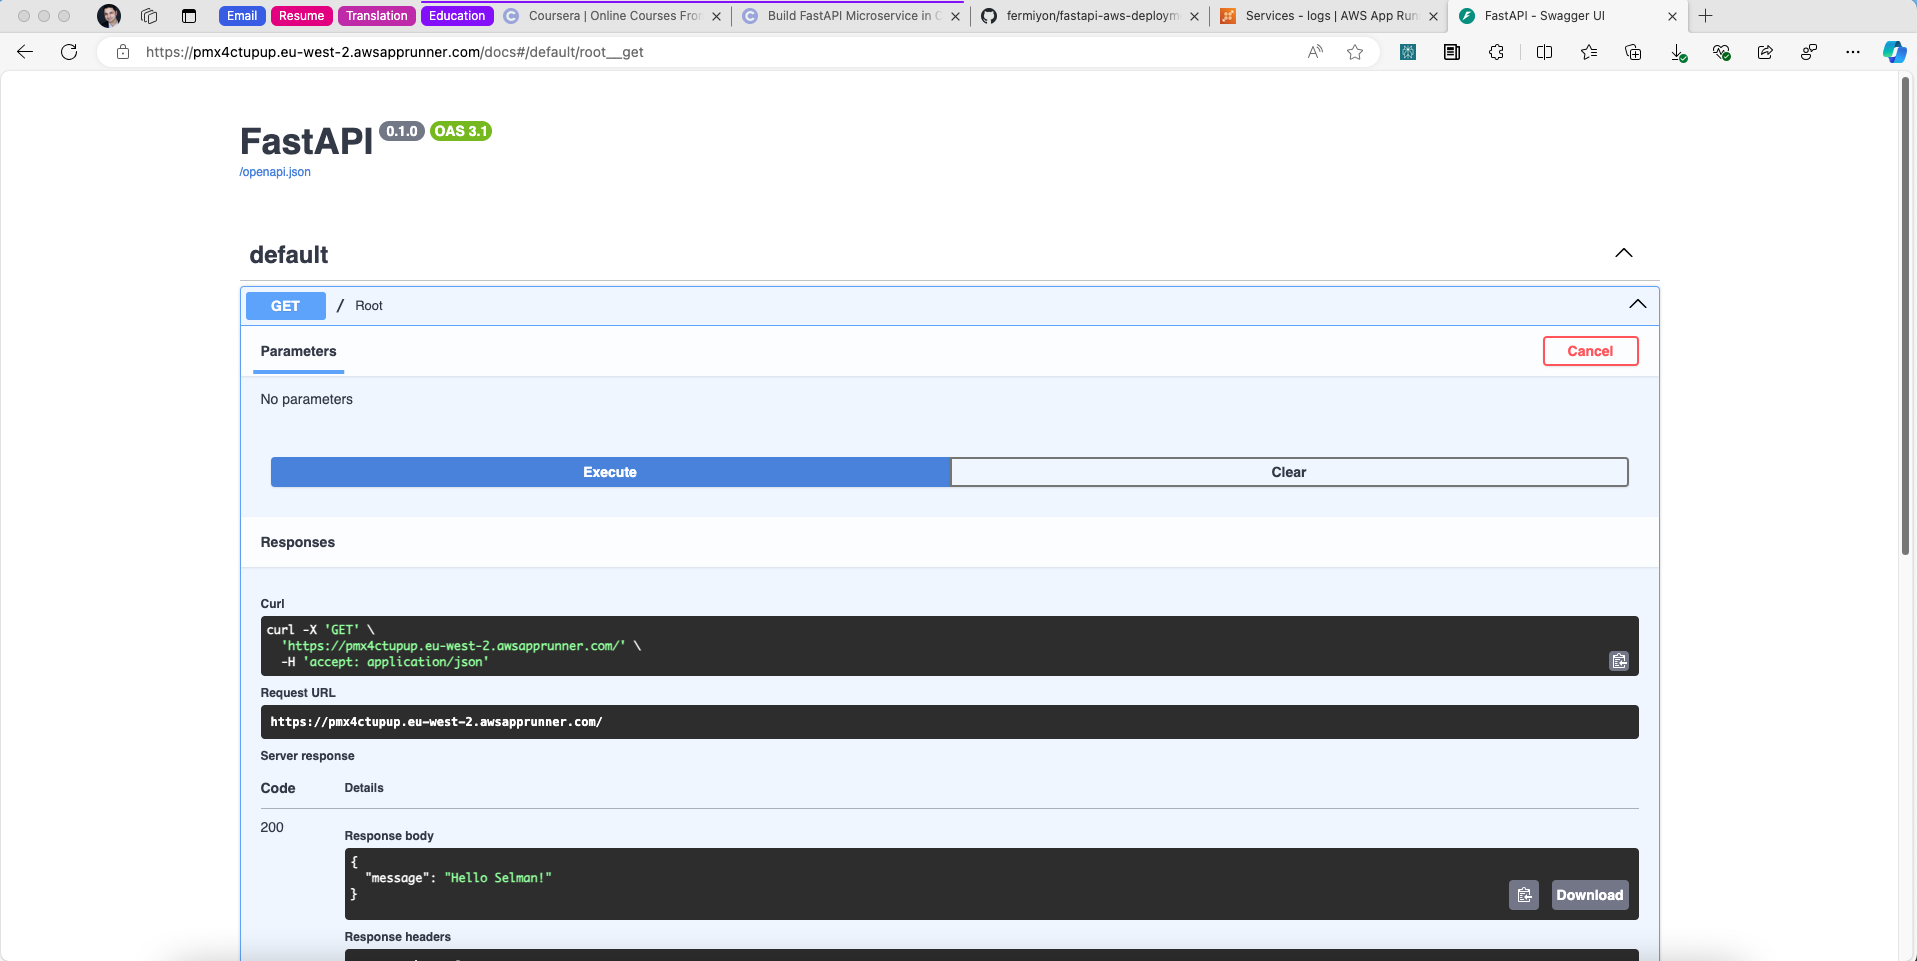 Email
Resume
Translation
Education
Coursera | Online Courses Fro
Build FastAPI Microservice in C
fermiyon/fastapi-aws-deploym
Services - logs | AWS App Run
FastAPI - Swagger UI
https://pmx4ctupup.eu-west-2.awsapprunner.com/docs#/default/root__get
FastAPI 0.1.0 OAS 3.1
/openapi.json
default
GET / Root
Parameters
Cancel
No parameters
Execute
Clear
Responses
Curl
curl -X 'GET' \
'https://pmx4ctupup.eu-west-2.awsapprunner.com/' \
-H 'accept: application/json'
Request URL
https://pmx4ctupup.eu-west-2.awsapprunner.com/
Server response
Code Details
200
Response body
{
"message": "Hello Selman!"
}
Download
Response headers